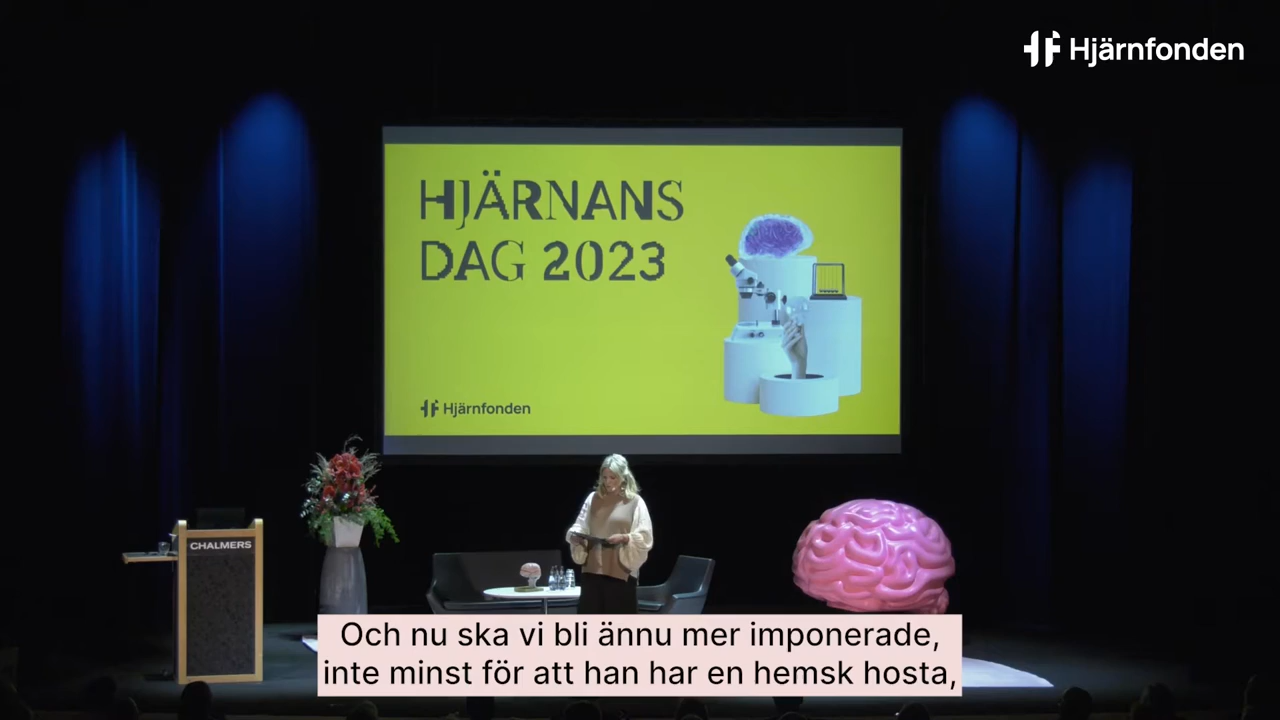 Hjärnfonden
HJÄRNANS
DAG 2023
Hjärnfonden
CHALMERS
Och nu ska vi bli ännu mer imponerade,
inte minst för att han har en hemsk hosta,